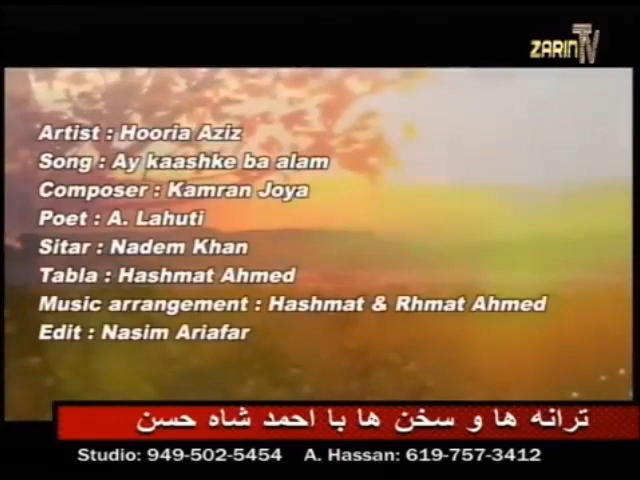 ZARIN TV
Artist : Hooria Aziz
Song : Ay kaashke ba alam
Composer : Kamran Joya
Poet : A. Lahuti
Sitar : Nadem Khan
Tabla : Hashmat Ahmed
Music arrangement : Hashmat & Rhmat Ahmed
Edit : Nasim Ariafar
ترانه ها و سخن ها با احمد شاه حسن
Studio: 949-502-5454 A. Hassan: 619-757-3412